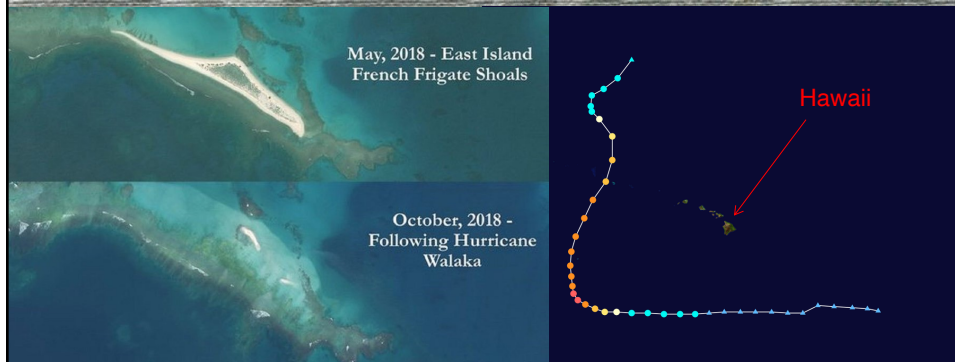 May, 2018 - East Island
French Frigate Shoals
October, 2018 -
Following Hurricane
Walaka
Hawaii